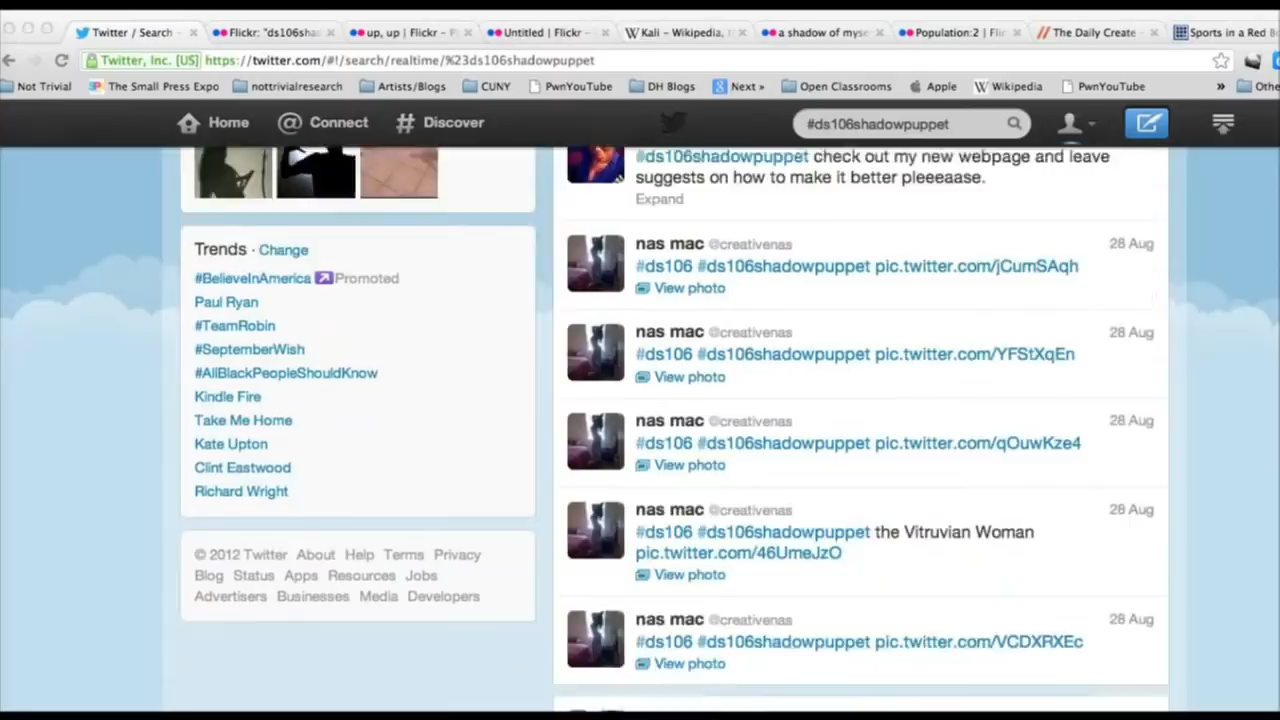 Twitter / Search -
Flickr: "ds106sha
up, up | Flickr - P
Untitled | Flickr -
Kali - Wikipedia,
a shadow of myse
Population:2 | Fli
The Daily Create -
Sports in a Red B
Twitter, Inc. [US] https://twitter.com/#!/search/realtime/%23ds106shadowpuppet
Not Trivial
The Small Press Expo
nottrivialresearch
Artists/Blogs
CUNY
PwnYouTube
DH Blogs
Next »
Open Classrooms
Apple
Wikipedia
PwnYouTube
»
Othe
Home
Connect
Discover
#ds106shadowpuppet
#ds106shadowpuppet check out my new webpage and leave
suggests on how to make it better pleeeaase.
Expand
Trends · Change
#BelieveInAmerica Promoted
Paul Ryan
#TeamRobin
#SeptemberWish
#AllBlackPeopleShouldKnow
Kindle Fire
Take Me Home
Kate Upton
Clint Eastwood
Richard Wright
© 2012 Twitter About Help Terms Privacy
Blog Status Apps Resources Jobs
Advertisers Businesses Media Developers
nas mac @creativenas 28 Aug
#ds106 #ds106shadowpuppet pic.twitter.com/jCumSAqh
View photo
nas mac @creativenas 28 Aug
#ds106 #ds106shadowpuppet pic.twitter.com/YFStXqEn
View photo
nas mac @creativenas 28 Aug
#ds106 #ds106shadowpuppet pic.twitter.com/qOuwKze4
View photo
nas mac @creativenas 28 Aug
#ds106 #ds106shadowpuppet the Vitruvian Woman
pic.twitter.com/46UmeJzO
View photo
nas mac @creativenas 28 Aug
#ds106 #ds106shadowpuppet pic.twitter.com/VCDXRXEc
View photo